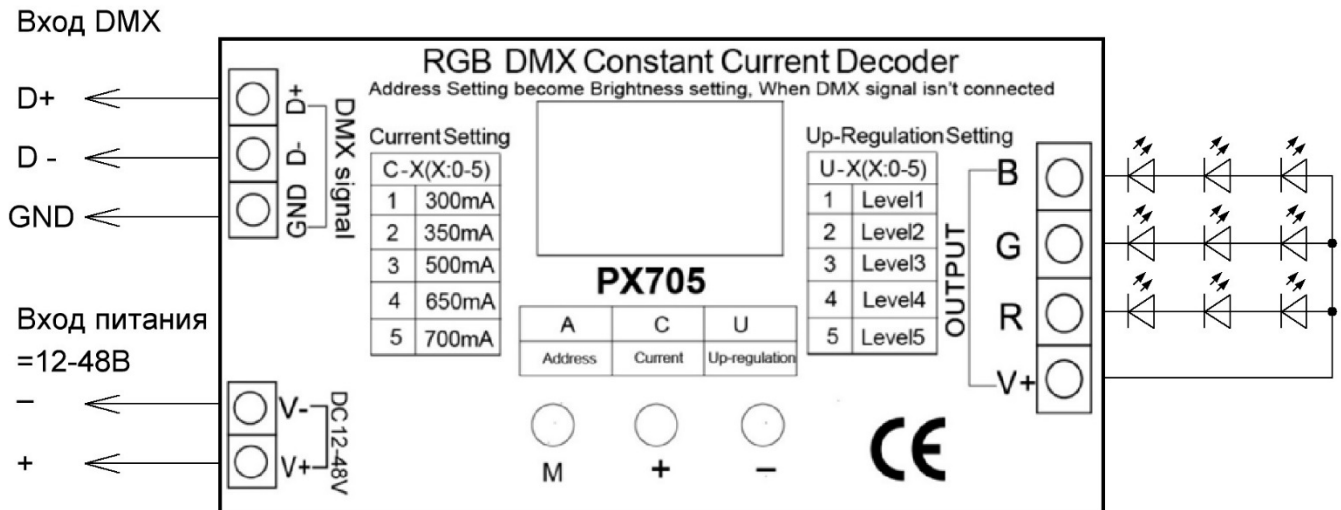 Вход DMX
D+
D -
GND
Вход питания
=12-48В
–
+
RGB DMX Constant Current Decoder
Address Setting become Brightness setting, When DMX signal isn't connected
D+
D-
GND
DMX signal
V-
V+
DC12-48V
Current Setting
C-X(X:0-5)
1 300mA
2 350mA
3 500mA
4 650mA
5 700mA
PX705
A C U
Address Current Up-regulation
M + –
Up-Regulation Setting
U-X(X:0-5)
1 Level1
2 Level2
3 Level3
4 Level4
5 Level5
CE
OUTPUT
B
G
R
V+